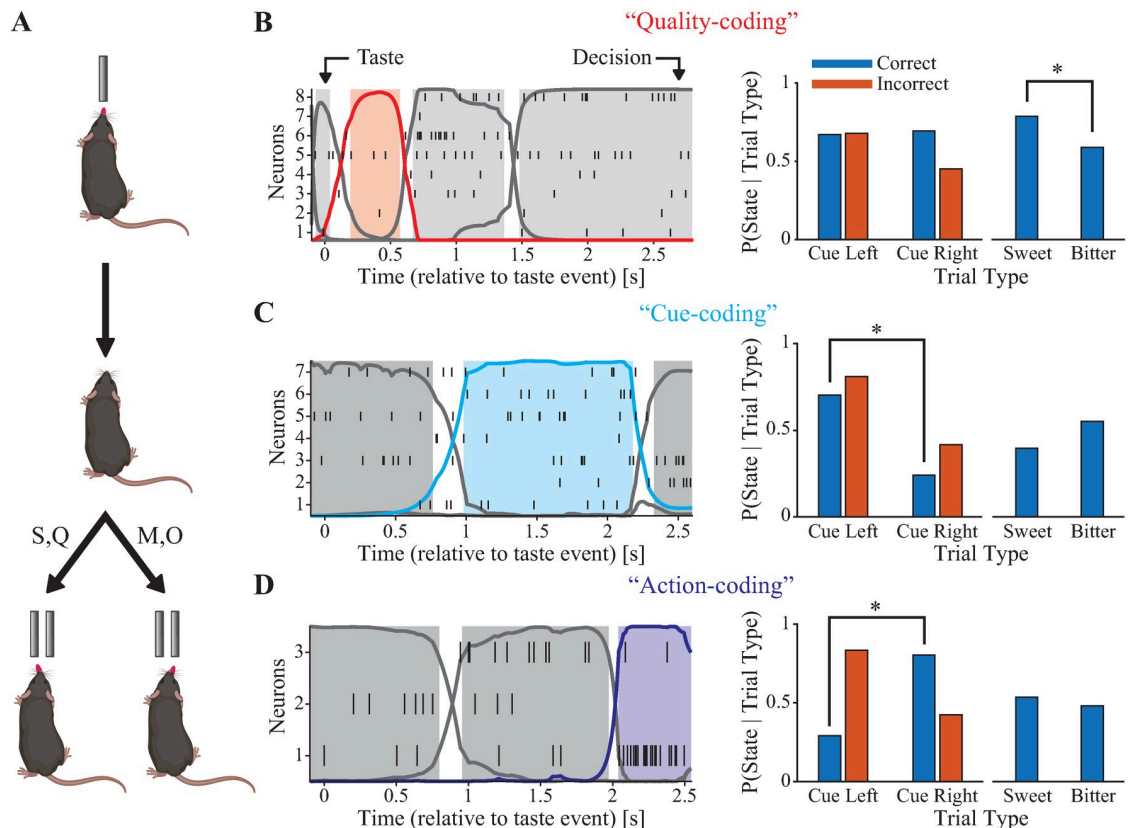 A
S,Q
M,O
B
"Quality-coding"
Taste
Decision
Neurons
8
7
6
5
4
3
2
1
0
0.5
1
1.5
2
2.5
Time (relative to taste event) [s]
Correct
Incorrect
*
P(State | Trial Type)
1
0.5
0
Cue Left
Cue Right
Sweet
Bitter
Trial Type
C
"Cue-coding"
Neurons
7
6
5
4
3
2
1
0
0.5
1
1.5
2
2.5
Time (relative to taste event) [s]
*
P(State | Trial Type)
1
0.5
0
Cue Left
Cue Right
Sweet
Bitter
Trial Type
D
"Action-coding"
Neurons
3
2
1
0
0.5
1
1.5
2
2.5
Time (relative to taste event) [s]
*
P(State | Trial Type)
1
0.5
0
Cue Left
Cue Right
Sweet
Bitter
Trial Type